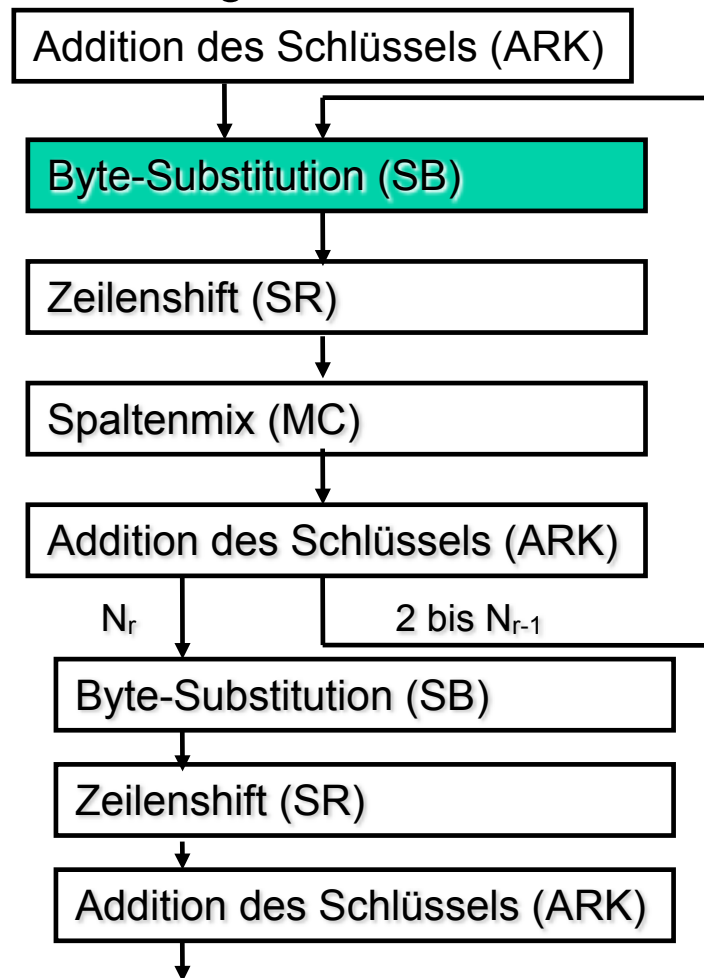 Addition des Schlüssels (ARK)
Byte-Substitution (SB)
Zeilenshift (SR)
Spaltenmix (MC)
Addition des Schlüssels (ARK)
Nr 2 bis Nr-1
Byte-Substitution (SB)
Zeilenshift (SR)
Addition des Schlüssels (ARK)